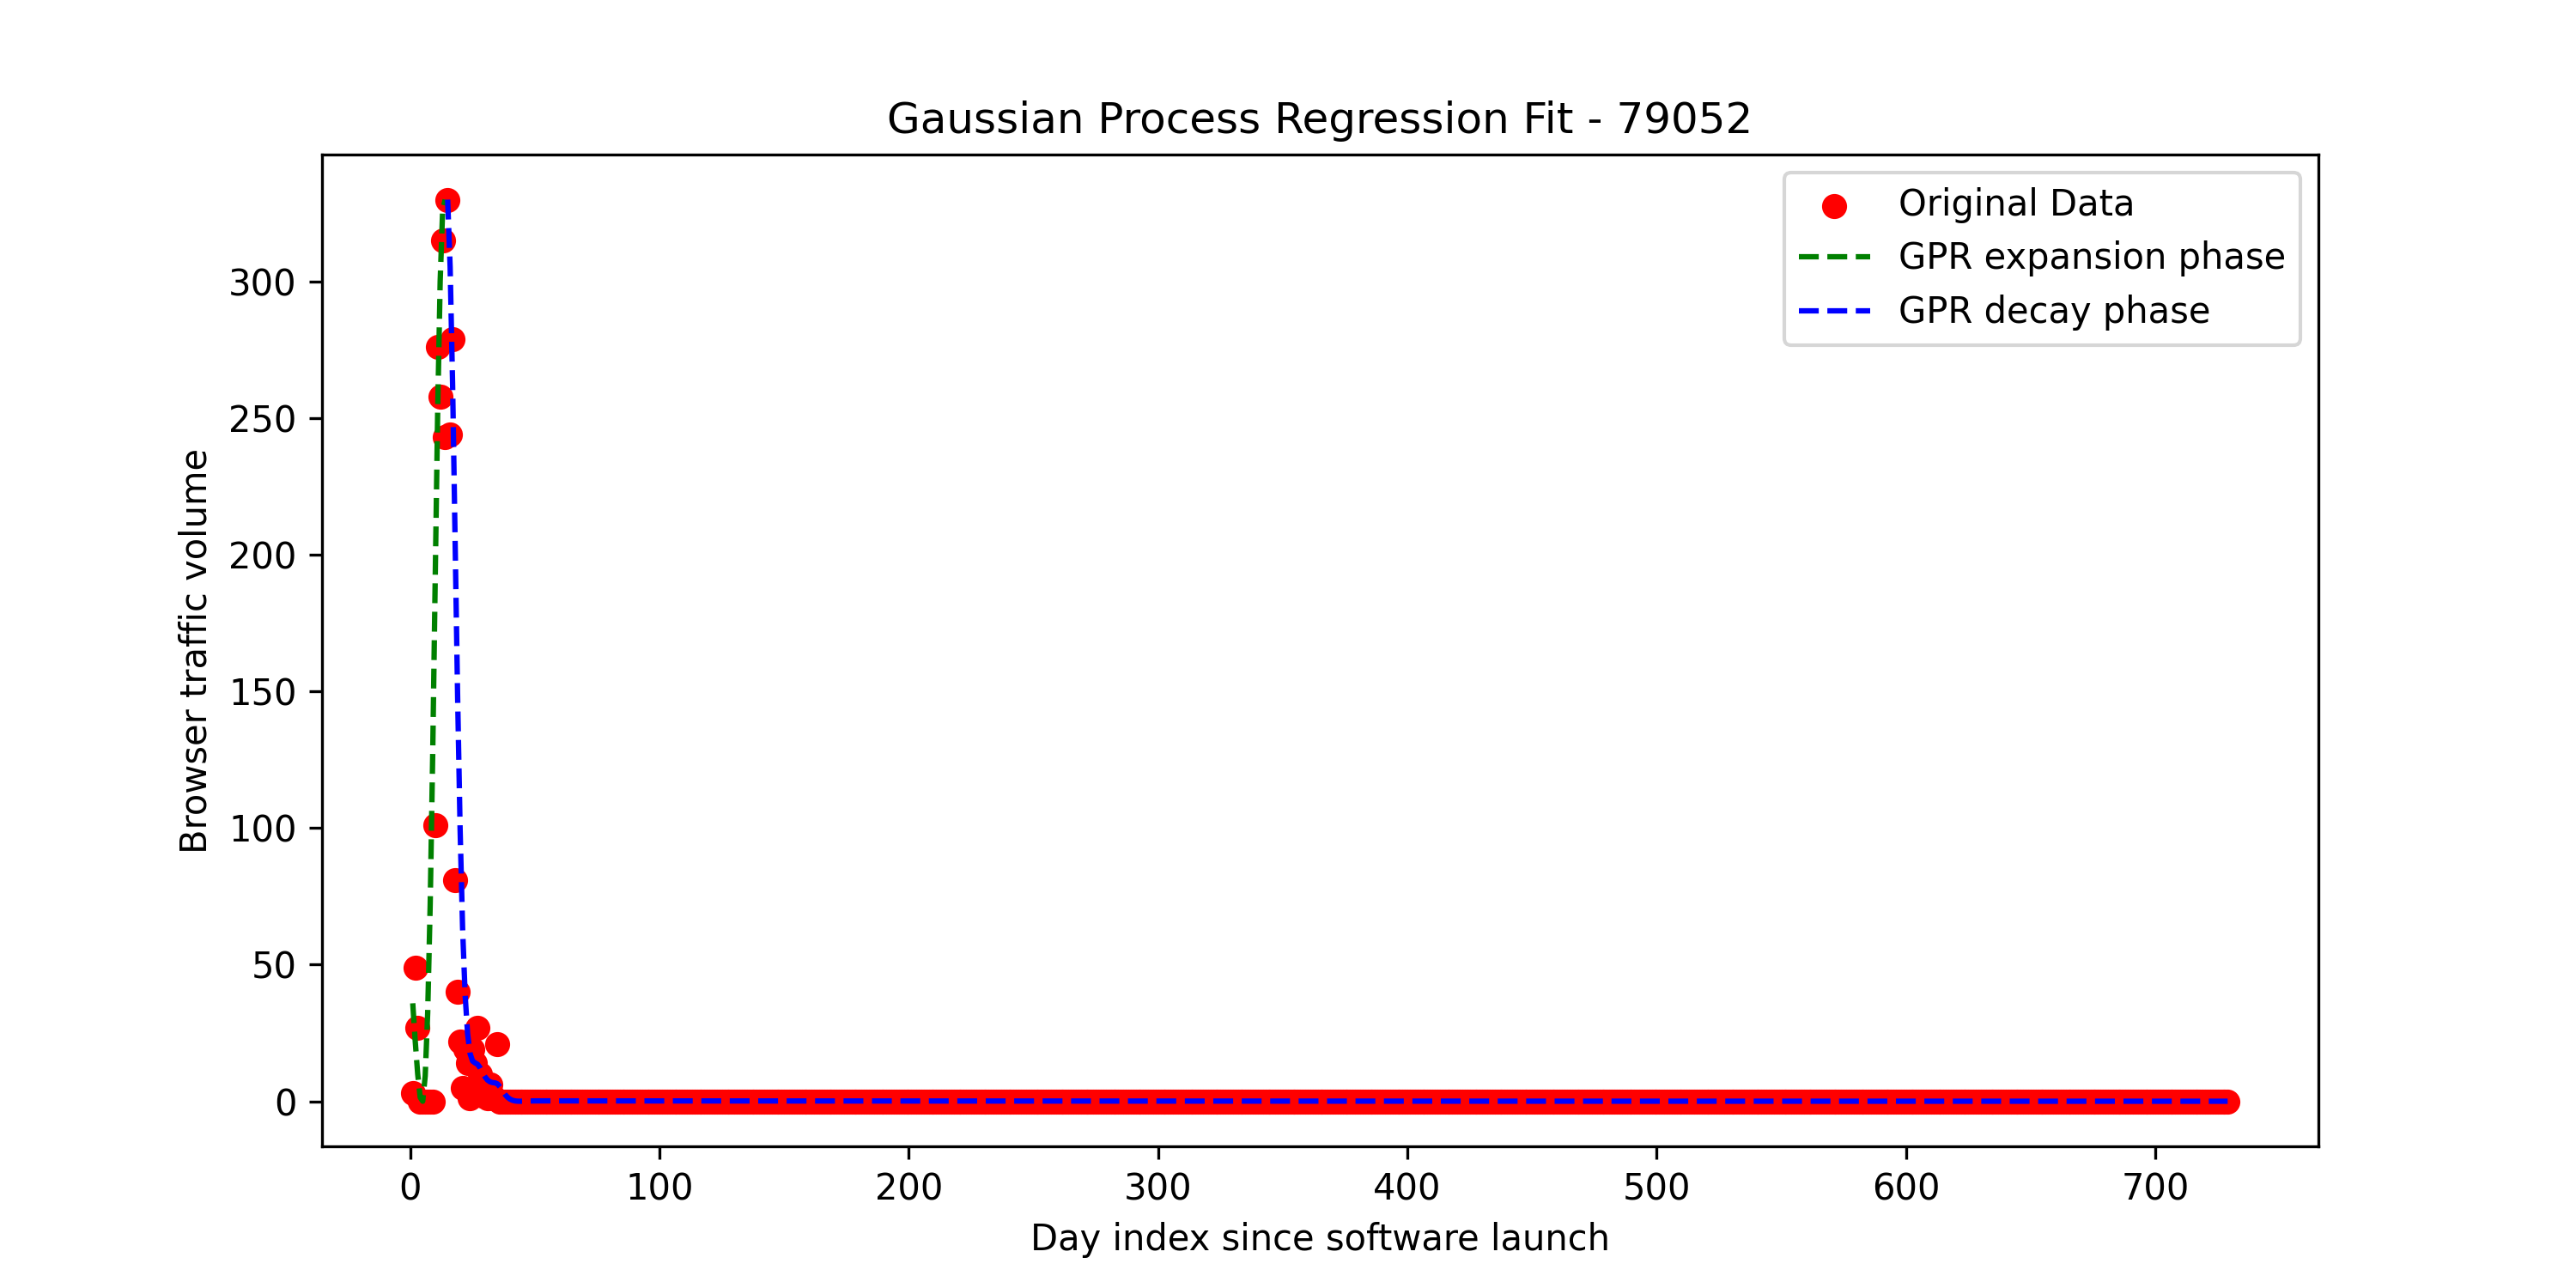 Gaussian Process Regression Fit - 79052
Original Data
GPR expansion phase
GPR decay phase
Browser traffic volume
300
250
200
150
100
50
0
0 100 200 300 400 500 600 700
Day index since software launch